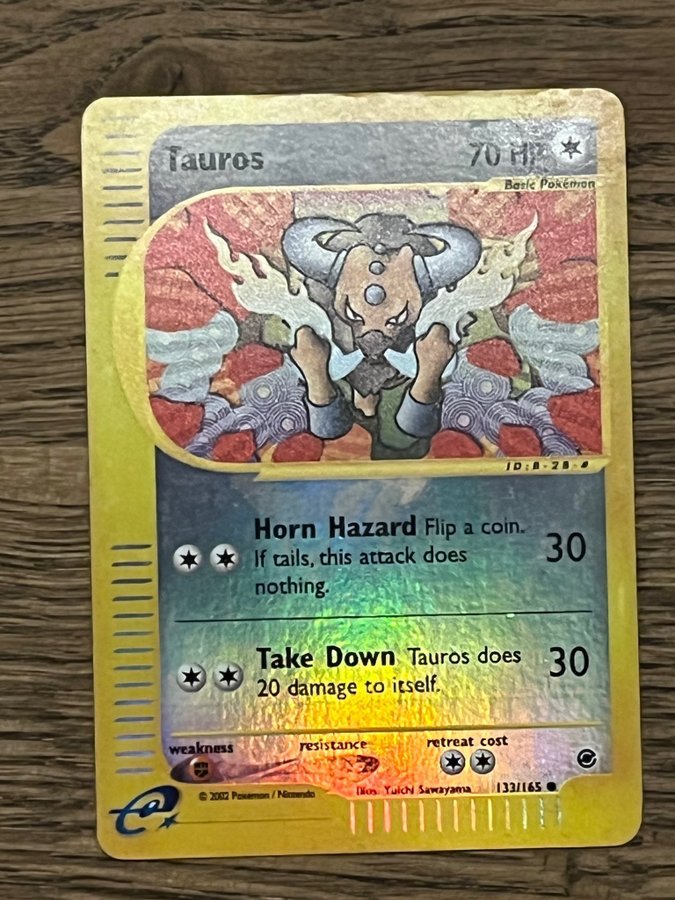 Tauros 70 HP
Basic Pokémon
Horn Hazard Flip a coin.
If tails, this attack does
nothing.
30
Take Down Tauros does
20 damage to itself.
30
weakness resistance retreat cost
© 2002 Pokémon / Nintendo
Illus. Yuichi Sawayama 133/165